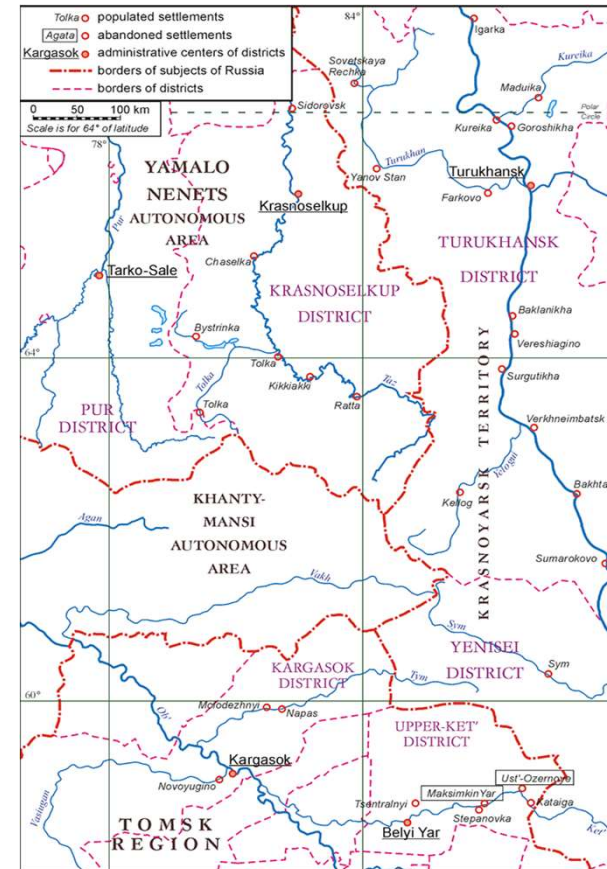 Tolka populated settlements
Agata abandoned settlements
Kargasok administrative centers of districts
borders of subjects of Russia
borders of districts
0 50 100 km
Scale is for 64° of latitude
84°
Igarka
Sovetskaya
Rechka
Kureika
Maduika
Sidorovsk
Polar
Circle
Kureika
Goroshikha
78°
Turukhan
YAMALO
NENETS
AUTONOMOUS
AREA
Yanov Stan
Turukhansk
Farkovo
Krasnoselkup
Pur
TURUKHANSK
DISTRICT
Chaselka
Tarko-Sale
KRASNOSELKUP
DISTRICT
Baklanikha
Bystrinka
Vereshiagino
64°
Tolka
Surgutikha
Kikkiakki
Tolka
Taz
Ratta
PUR
DISTRICT
Tolka
Verkhneimbatsk
KRASNOYARSK TERRITORY
Yelogui
KHANTY-
MANSI
AUTONOMOUS
AREA
Kellog
Bakhta
Agan
Sumarokovo
Vakh
Sym
YENISEI
DISTRICT
KARGASOK
DISTRICT
Tym
Sym
60°
Ob'
Molodezhnyi
Napas
UPPER-KET'
DISTRICT
Kargasok
Novoyugino
Ust'-Ozernoye
Maksimkin Yar
Tsentralnyi
Kataiga
Stepanovka
Vasiugan
Belyi Yar
Ket'
TOMSK
REGION